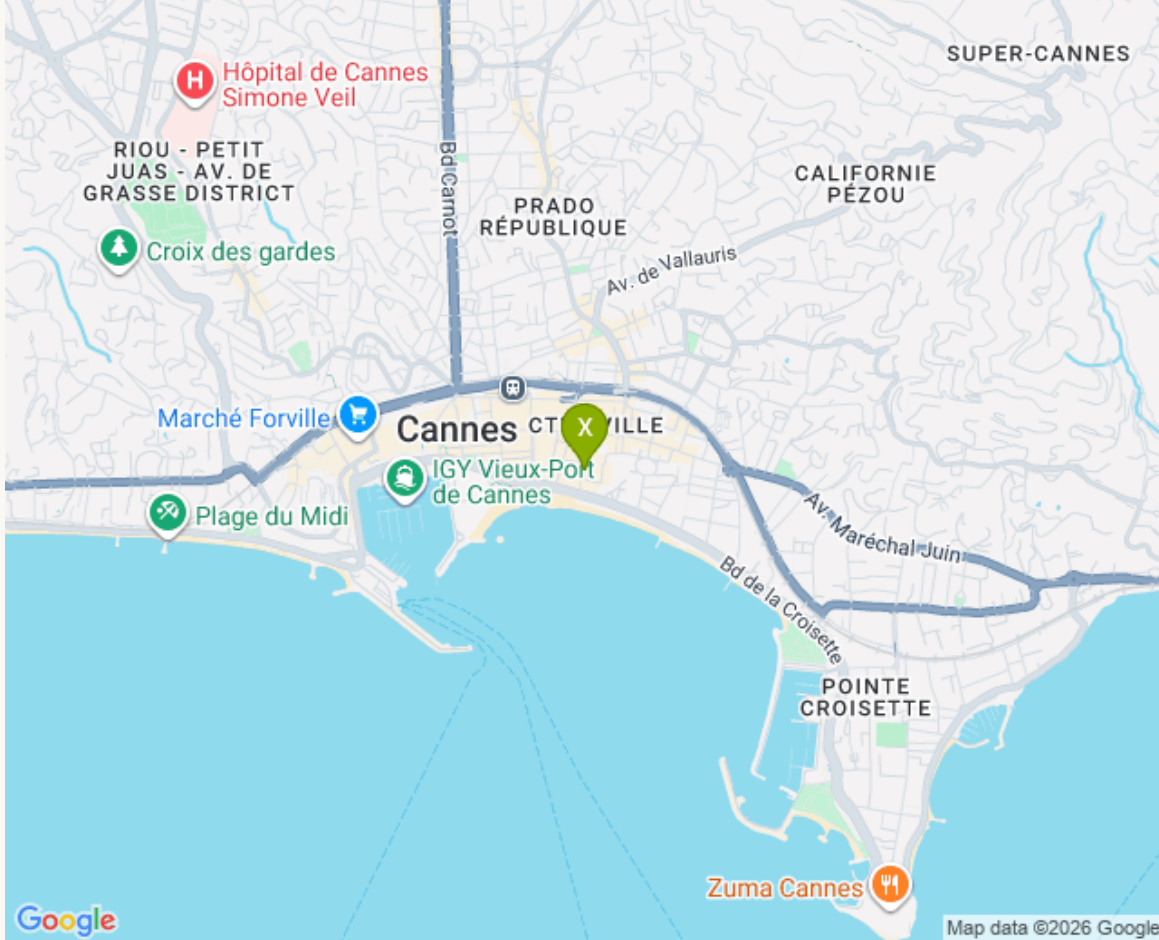 SUPER-CANNES
H
Hôpital de Cannes
Simone Veil
RIOU - PETIT
JUAS - AV. DE
GRASSE DISTRICT
Bd Carnot
CALIFORNIE
PÉZOU
PRADO
RÉPUBLIQUE
Croix des gardes
Av. de Vallauris
Marché Forville
Cannes
X
VILLE
IGY Vieux-Port
de Cannes
Plage du Midi
Av. Maréchal Juin
Bd de la Croisette
POINTE
CROISETTE
Zuma Cannes
Google
Map data ©2026 Google